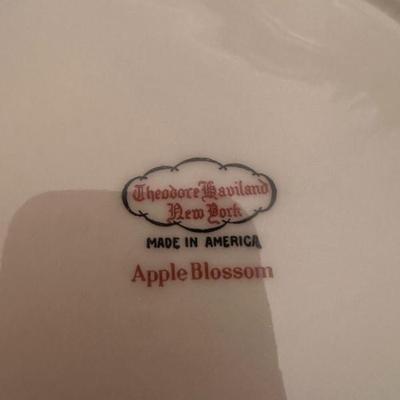 Theodore Haviland
New York
MADE IN AMERICA
Apple Blossom